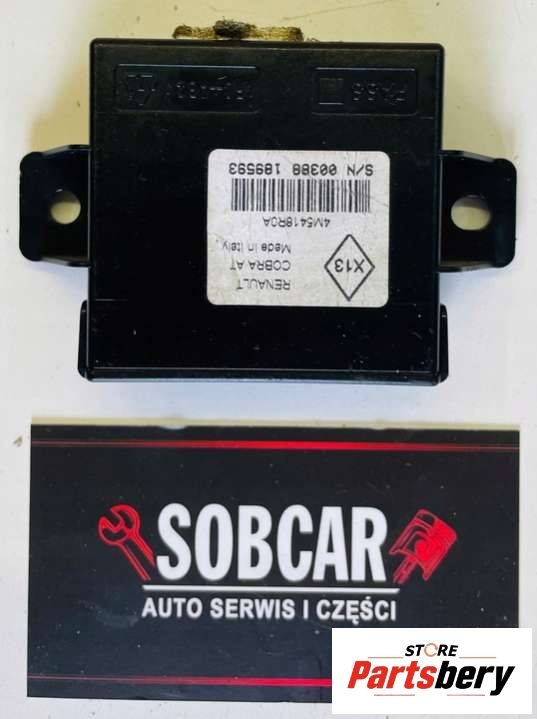 RENAULT
COBRA AT
Made in Italy
4M5418R0A
S/N 00388 189593
X13
SOBCAR
AUTO SERWIS I CZĘŚCI
STORE
Partsbery